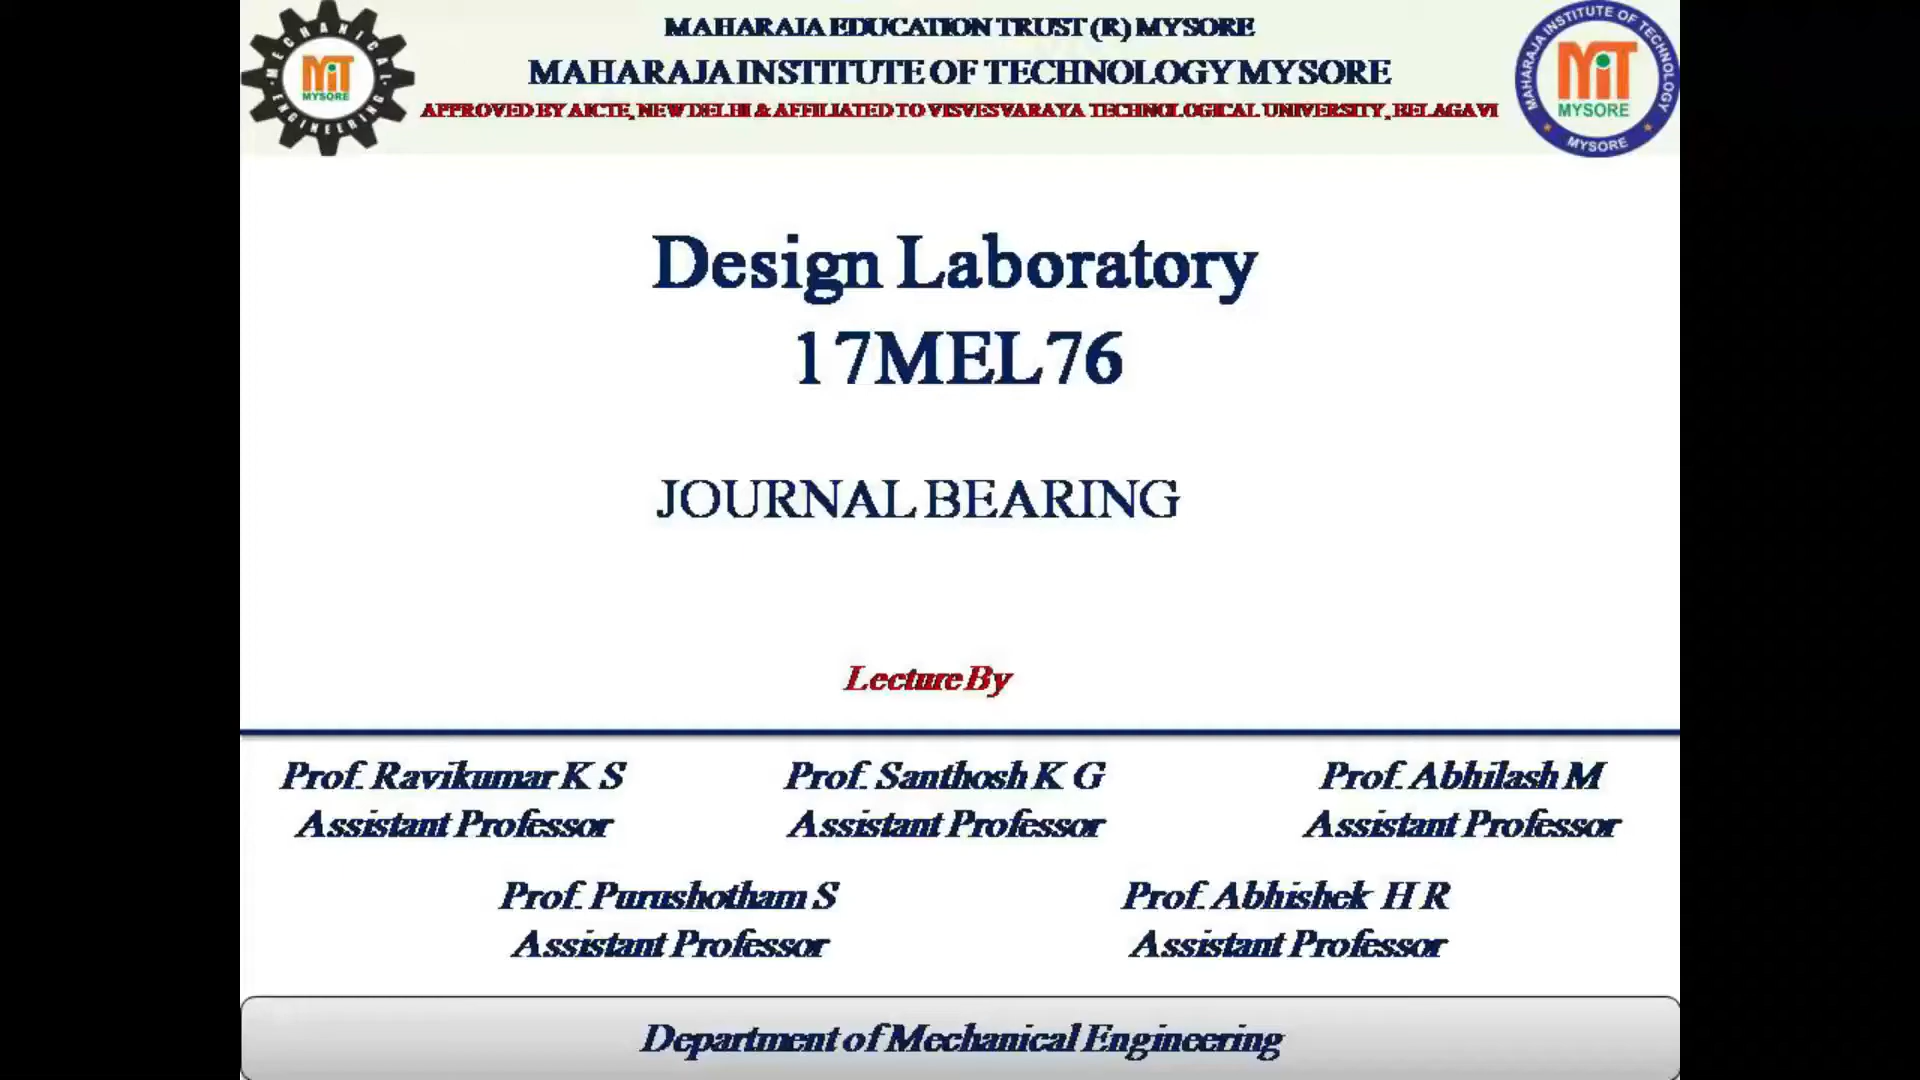 MAHARAJA EDUCATION TRUST (R) MYSORE
MAHARAJA INSTITUTE OF TECHNOLOGY MYSORE
APPROVED BY AICTE, NEW DELHI & AFFILIATED TO VISVESVARAYA TECHNOLOGICAL UNIVERSITY, BELAGAVI
MECHANICAL
MIT
MYSORE
ENGINEERING
MAHARAJA INSTITUTE OF TECHNOLOGY
MIT
MYSORE
MYSORE
Design Laboratory
17MEL76
JOURNAL BEARING
Lecture By
Prof. Ravikumar K S
Assistant Professor
Prof. Santhosh K G
Assistant Professor
Prof. Abhilash M
Assistant Professor
Prof. Purushotham S
Assistant Professor
Prof. Abhishek H R
Assistant Professor
Department of Mechanical Engineering